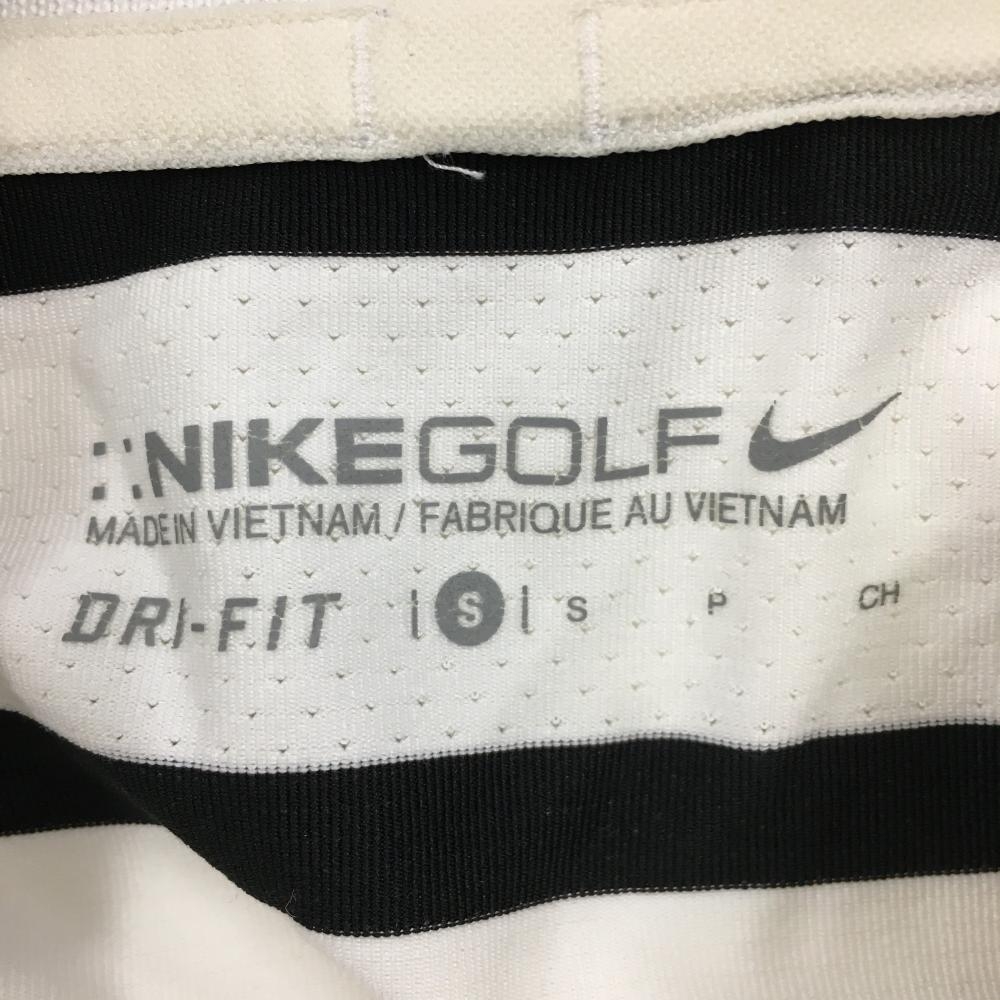 NIKEGOLF
MADE IN VIETNAM / FABRIQUE AU VIETNAM
DRI-FIT | S | S P CH